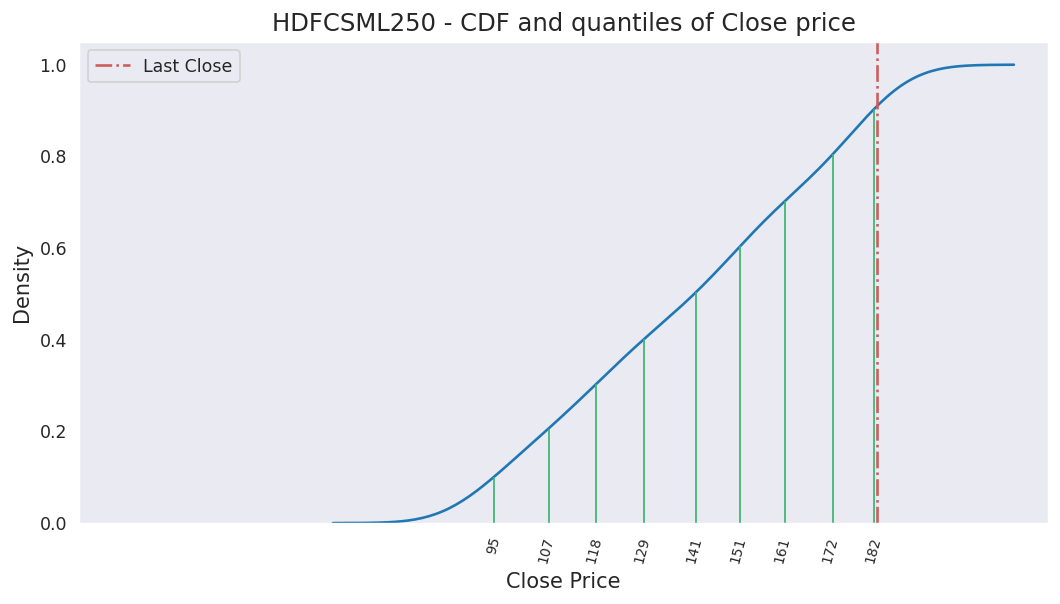 HDFCSML250 - CDF and quantiles of Close price
Last Close
Density
1.0
0.8
0.6
0.4
0.2
0.0
95 107 118 129 141 151 161 172 182
Close Price